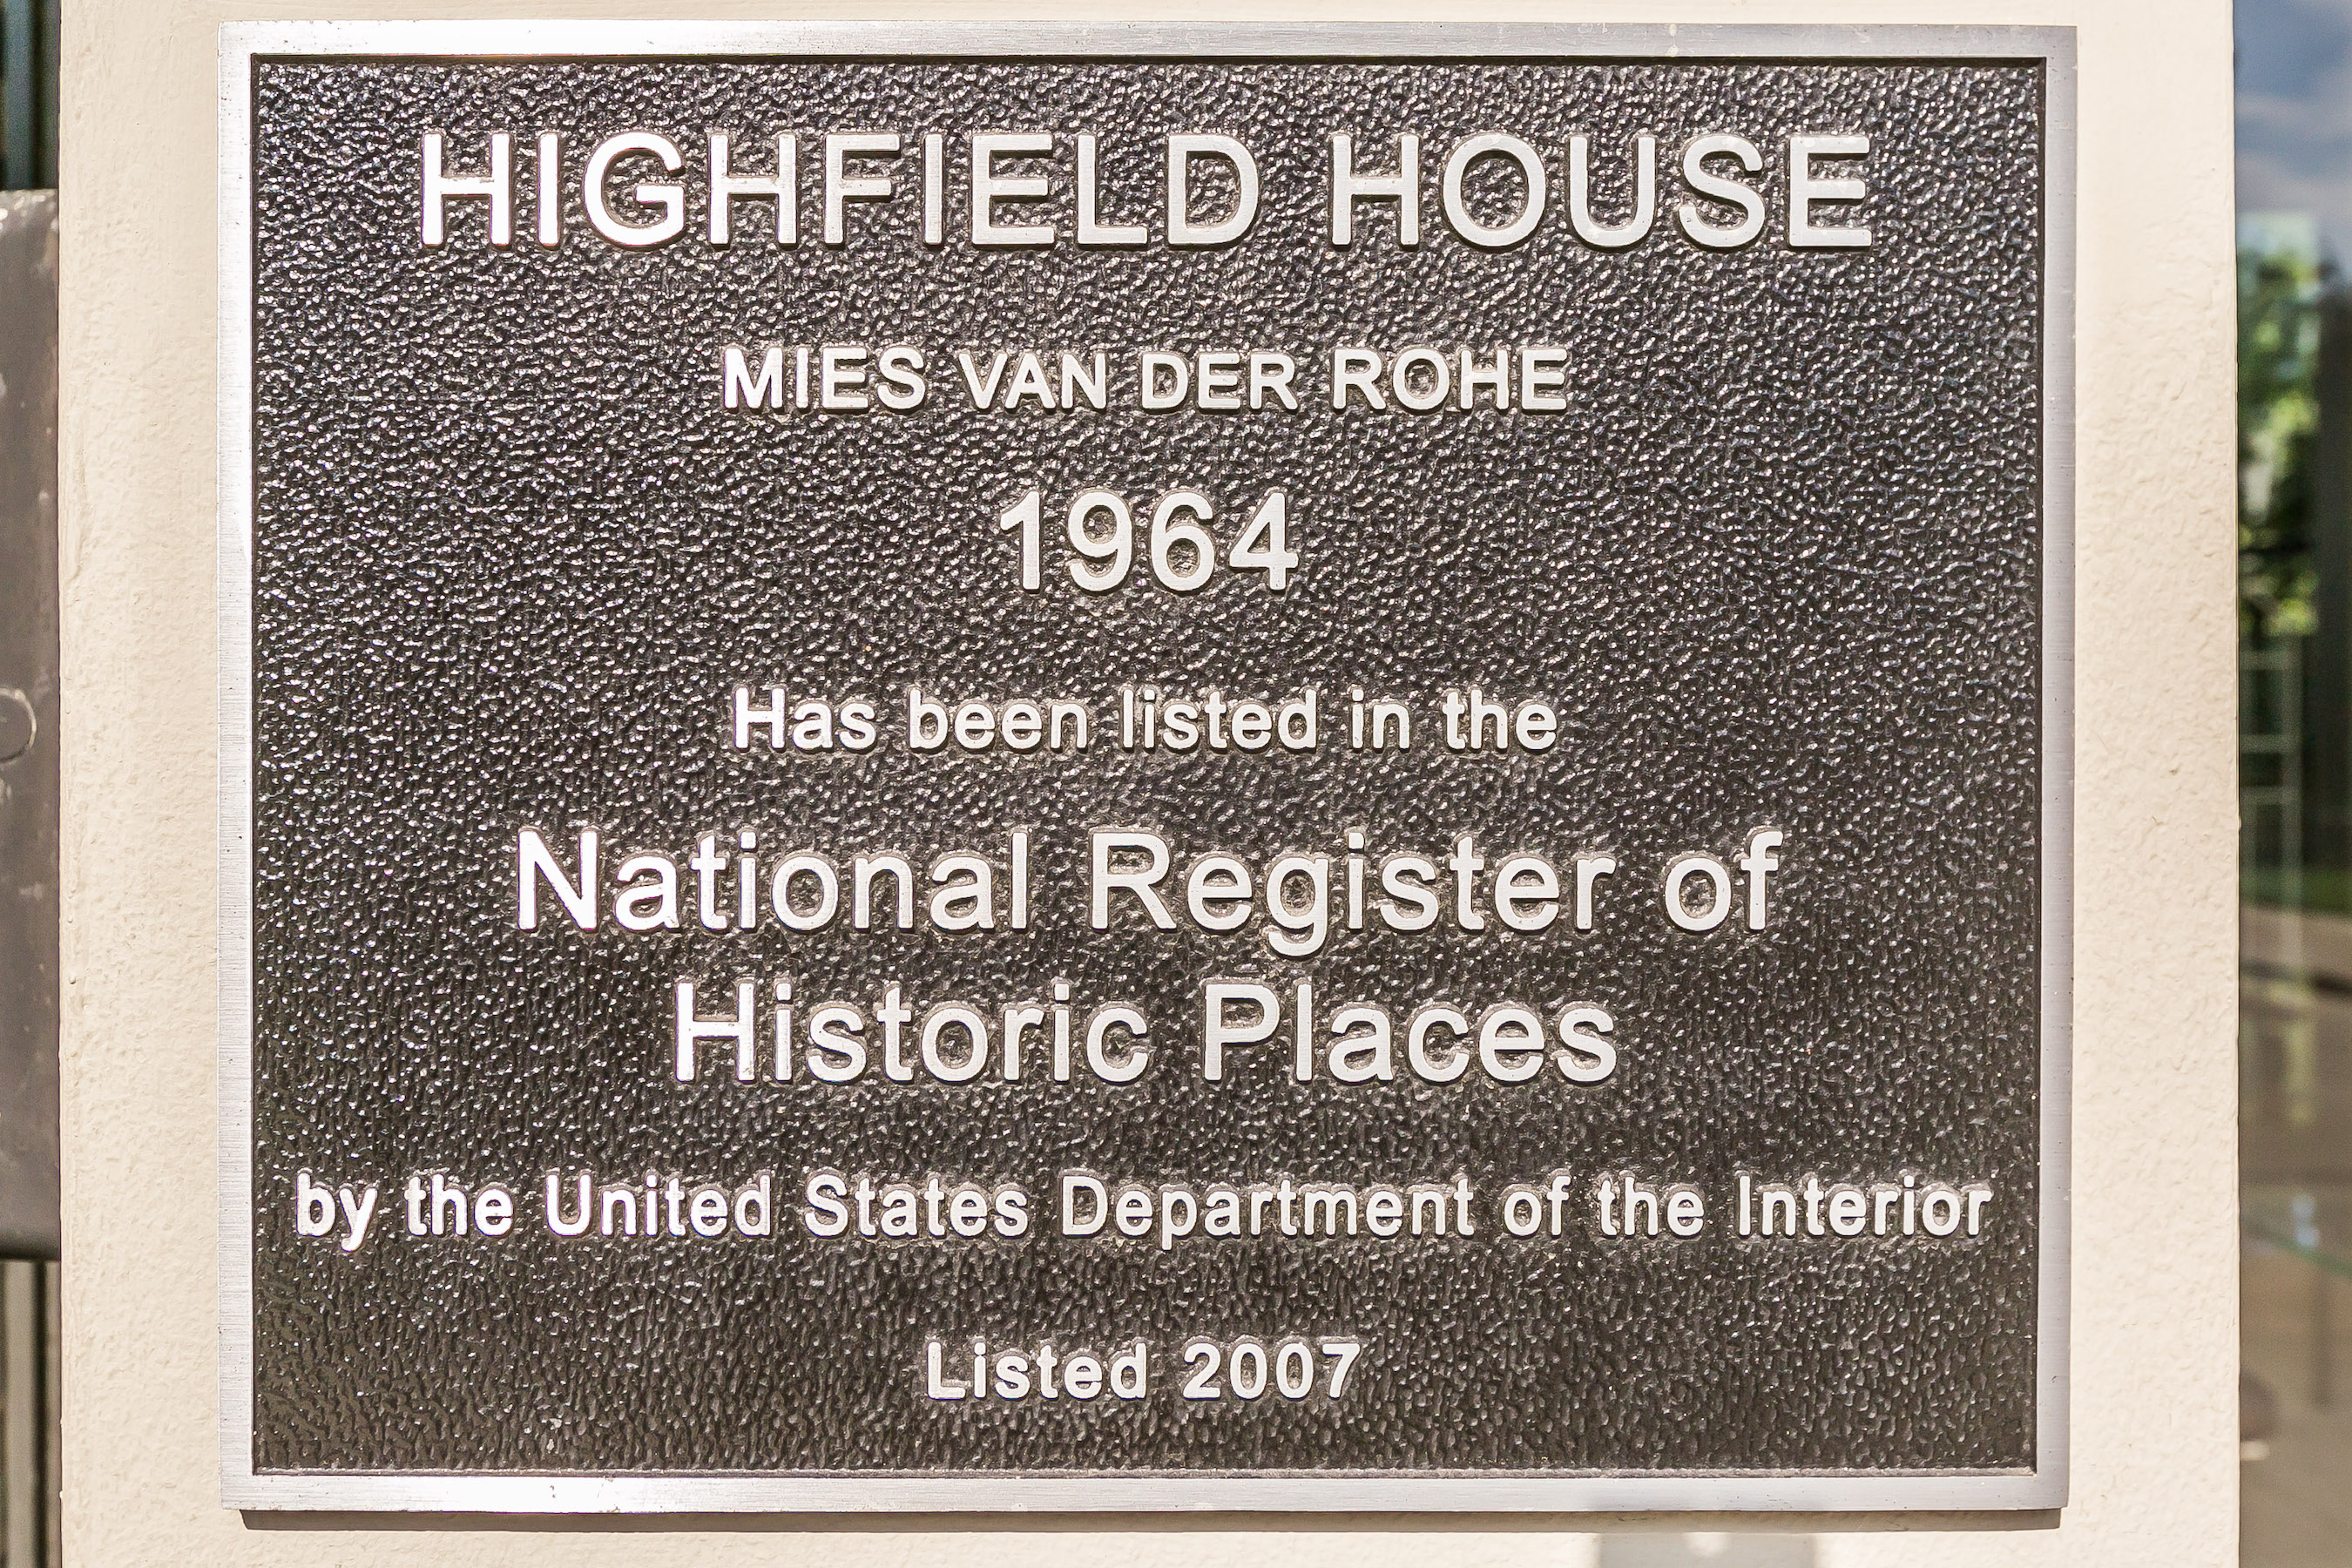 HIGHFIELD HOUSE
MIES VAN DER ROHE
1964
Has been listed in the
National Register of
Historic Places
by the United States Department of the Interior
Listed 2007